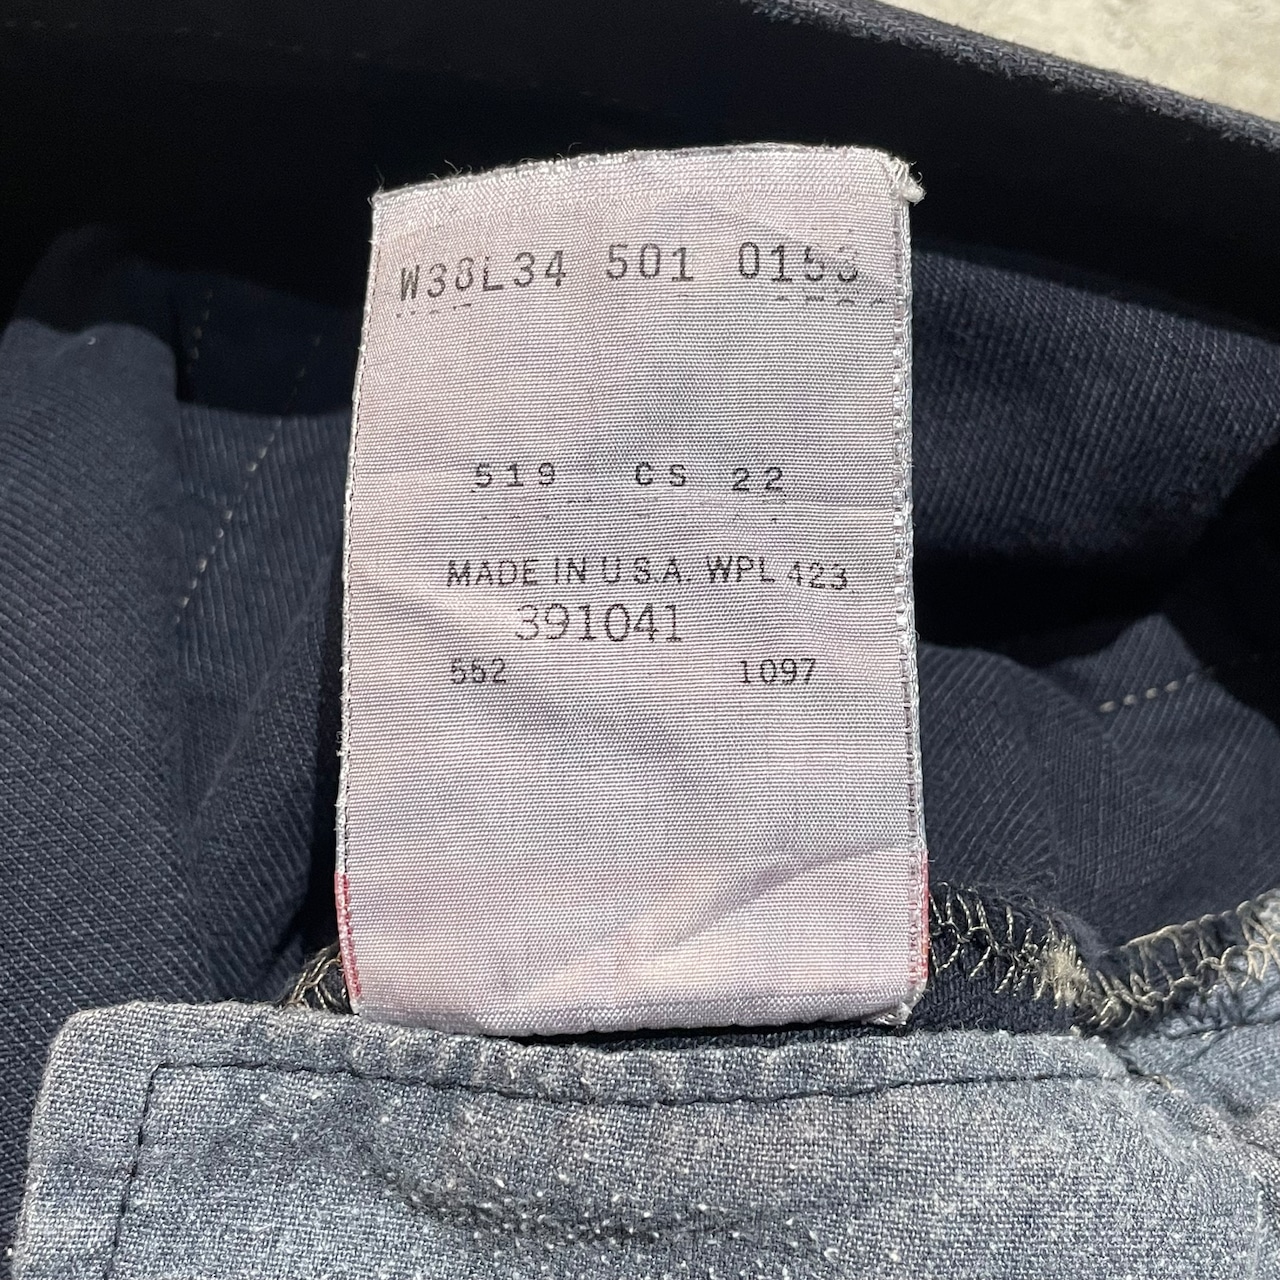 W38L34 501 0153
519 CS 22
MADE IN U.S.A. WPL 423
391041
552 1097